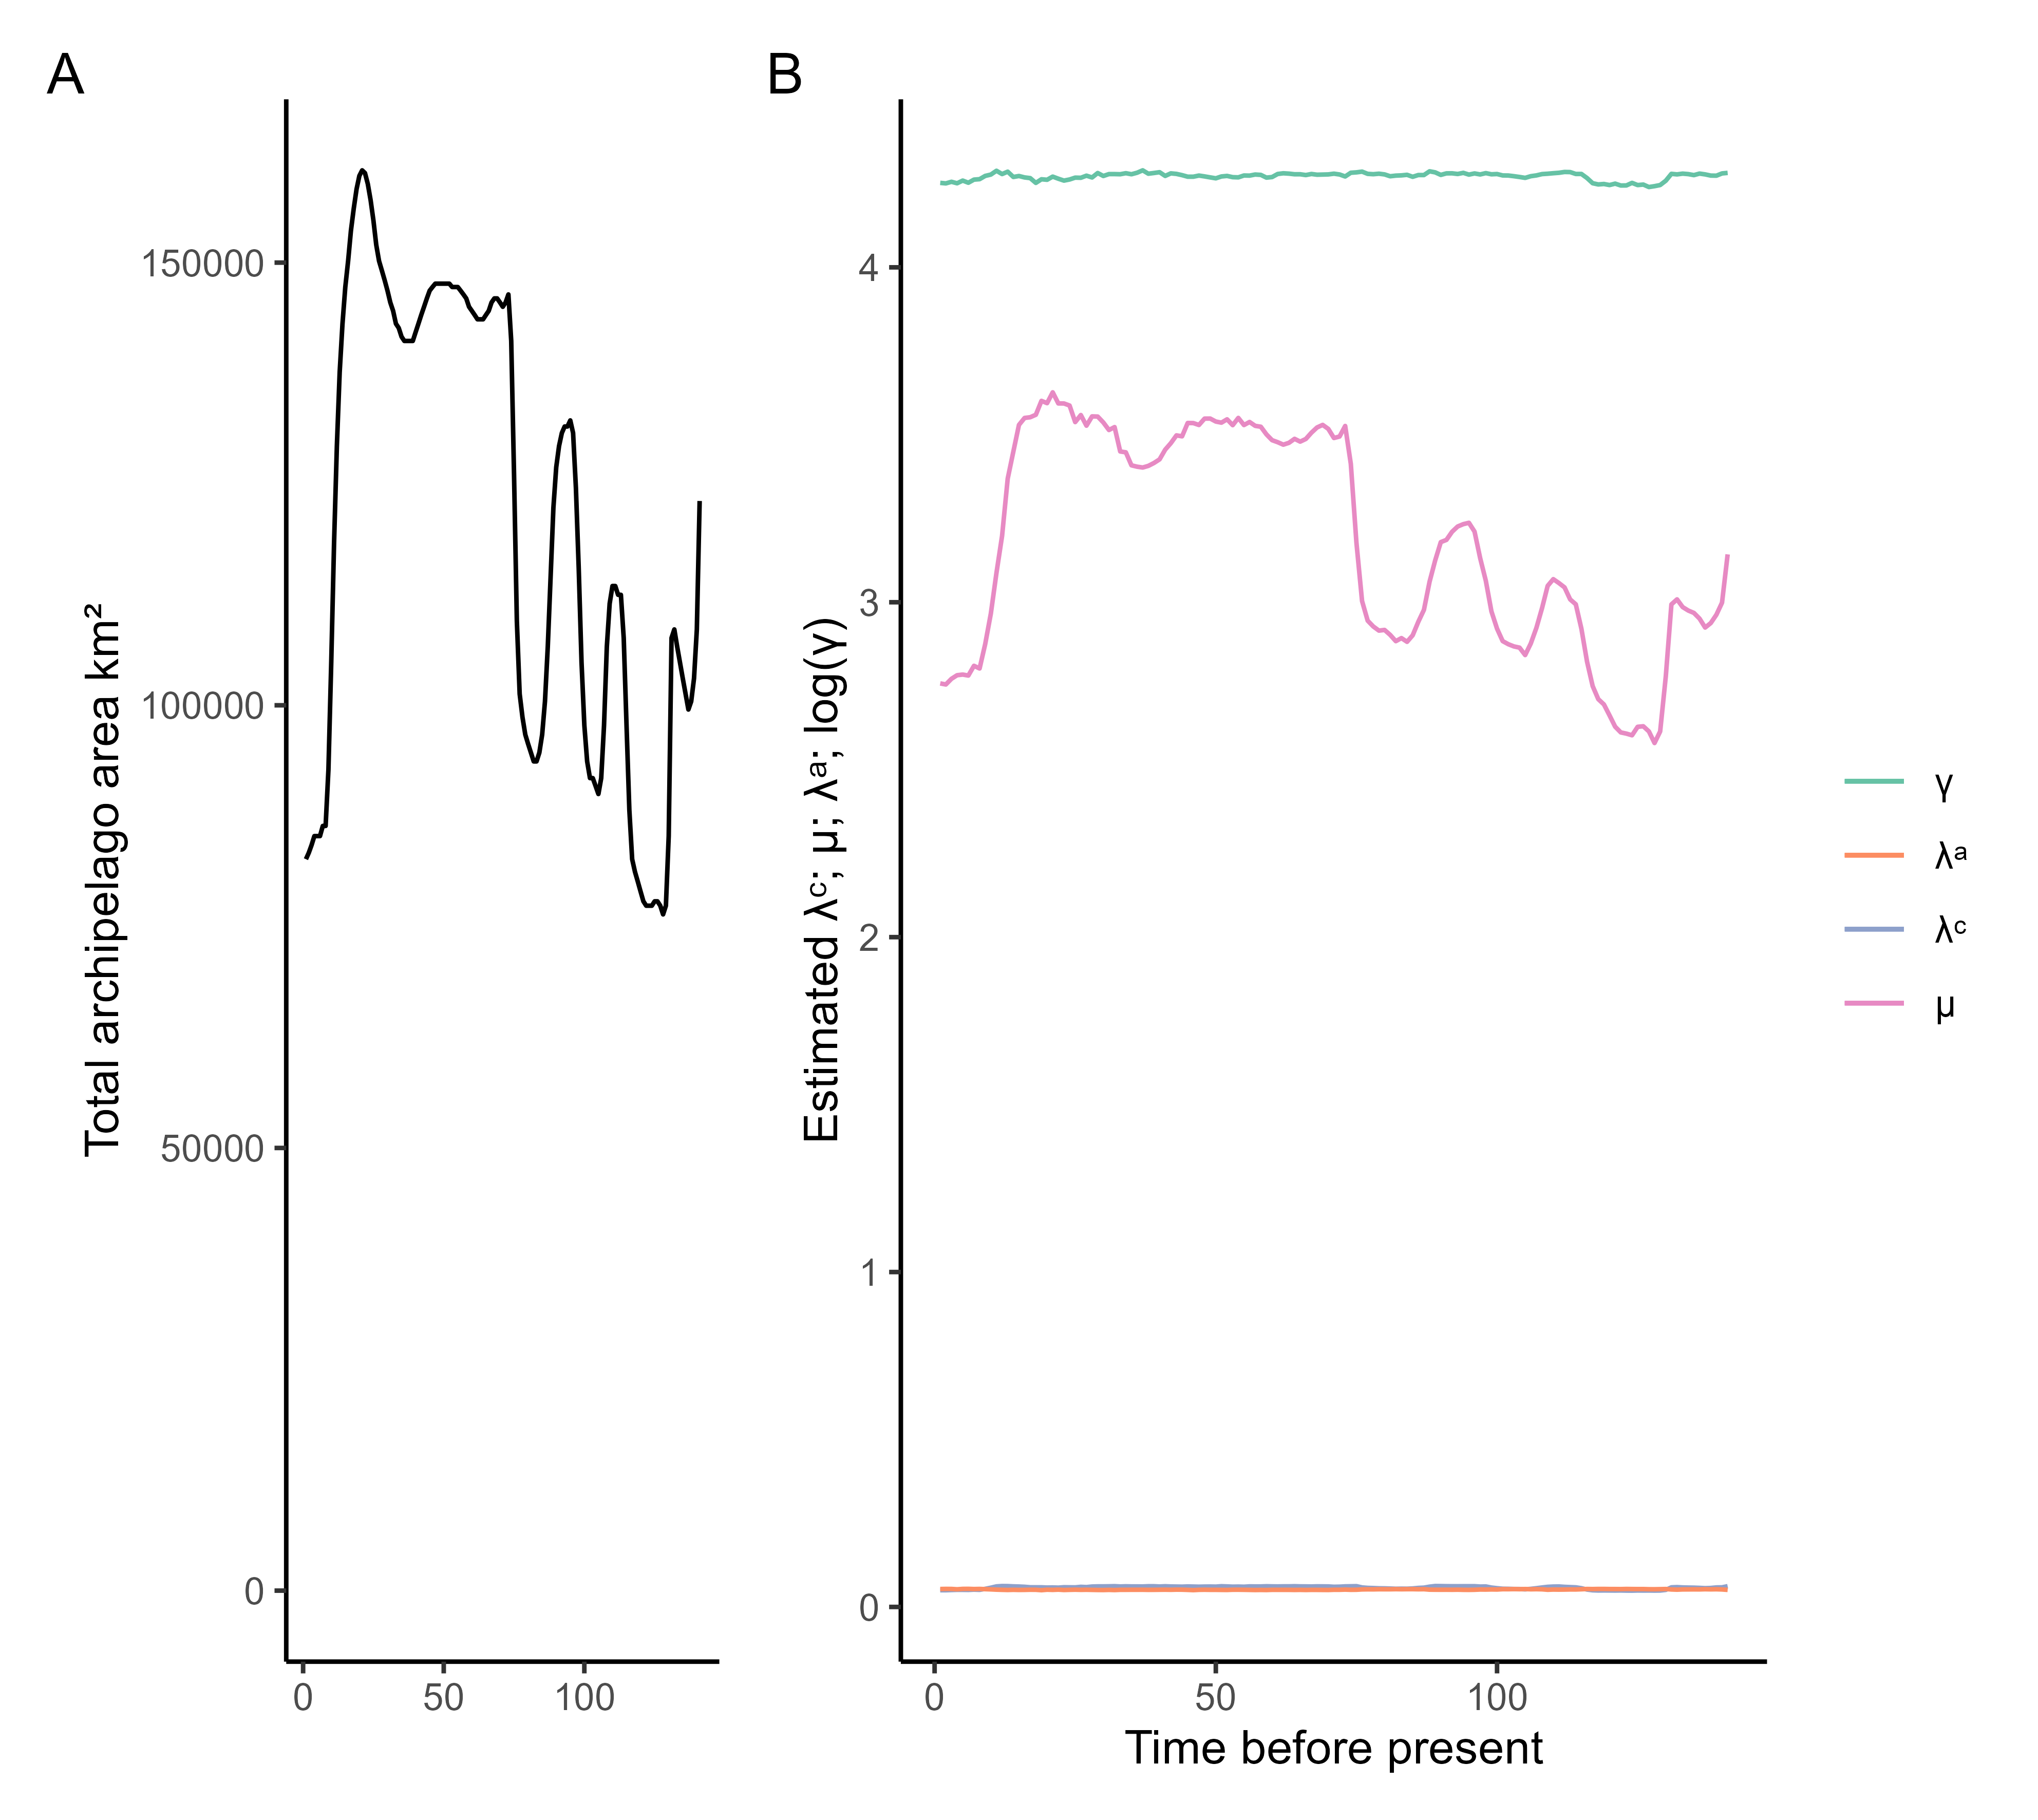 A
B
Total archipelago area km²
150000
100000
50000
0
0
50
100
Estimated λᶜ; μ; λᵃ; log(γ)
4
3
2
1
0
0
50
100
Time before present
γ
λᵃ
λᶜ
μ